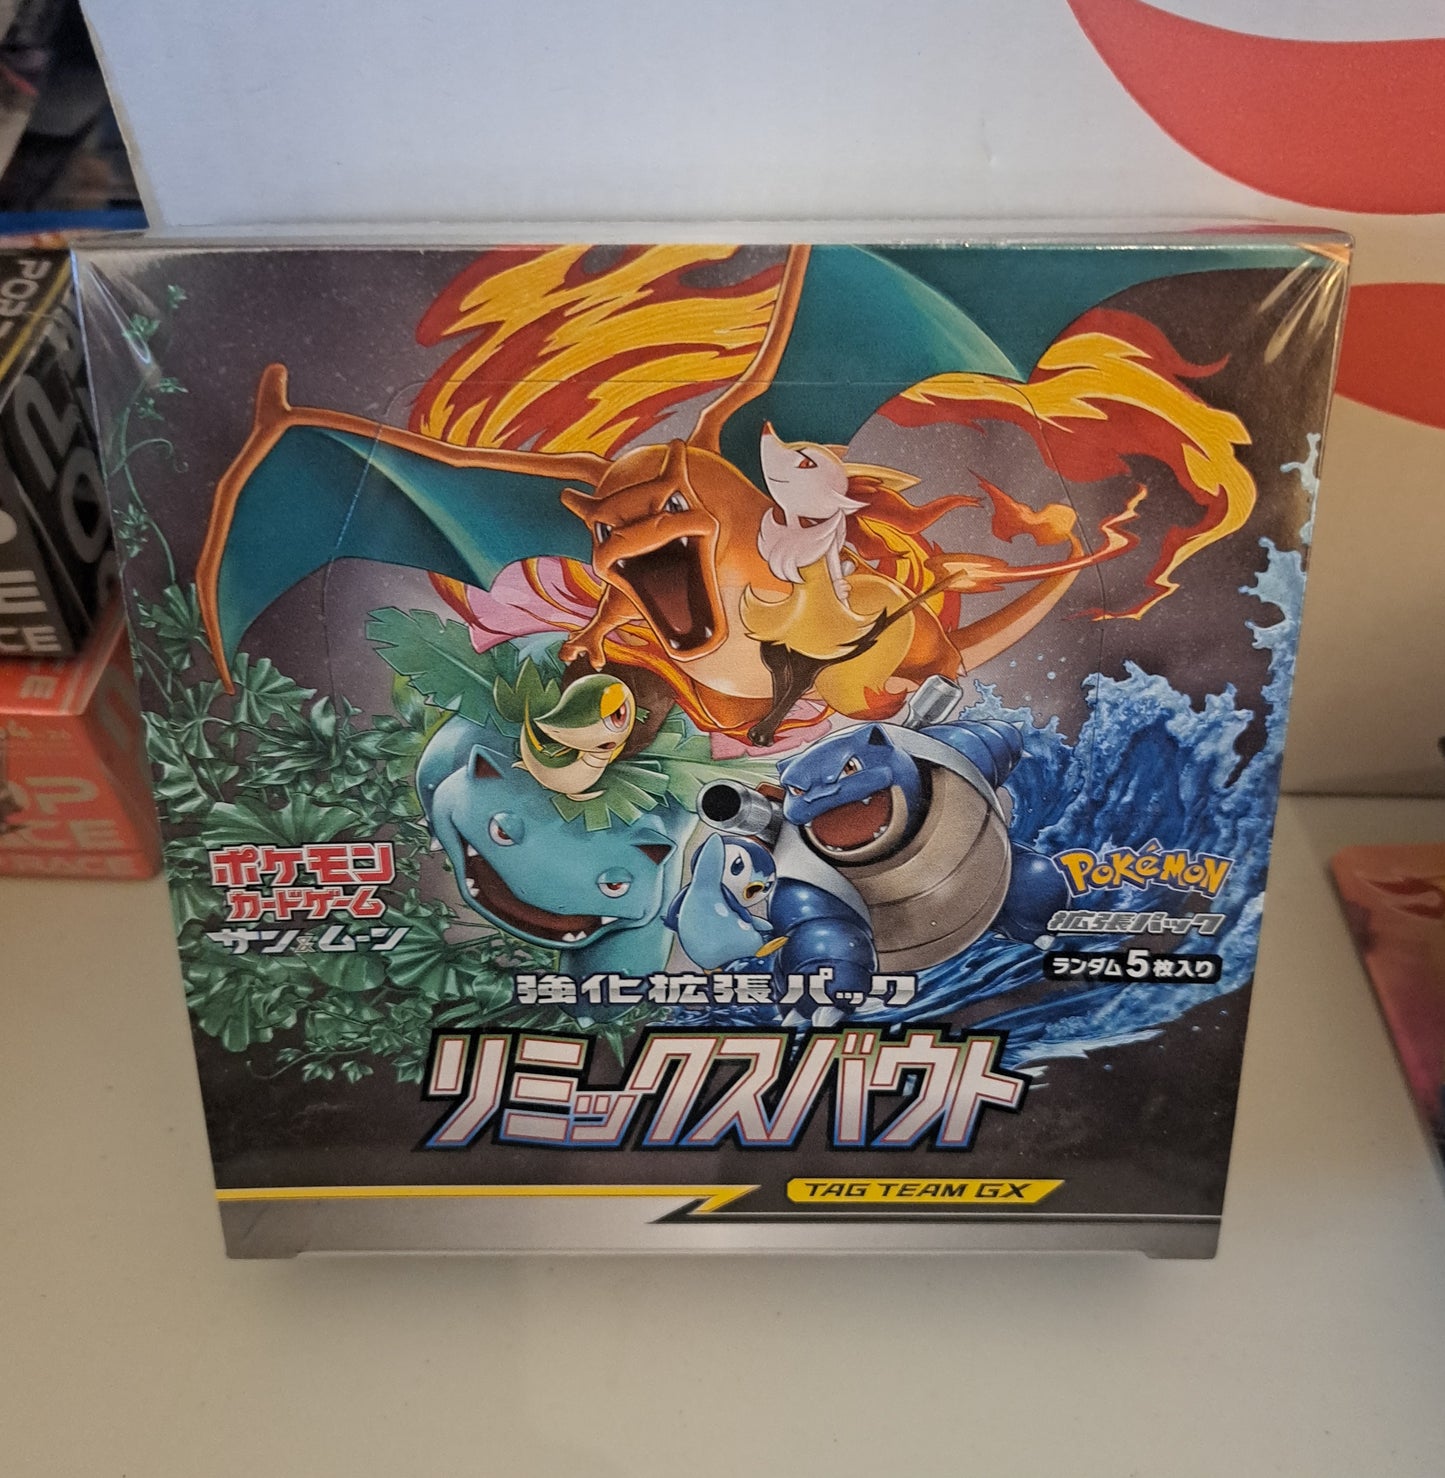 ポケモン
カードゲーム
サン&ムーン
POKéMON
拡張パック
ランダム5枚入り
強化拡張パック
リミックスバウト
TAG TEAM GX